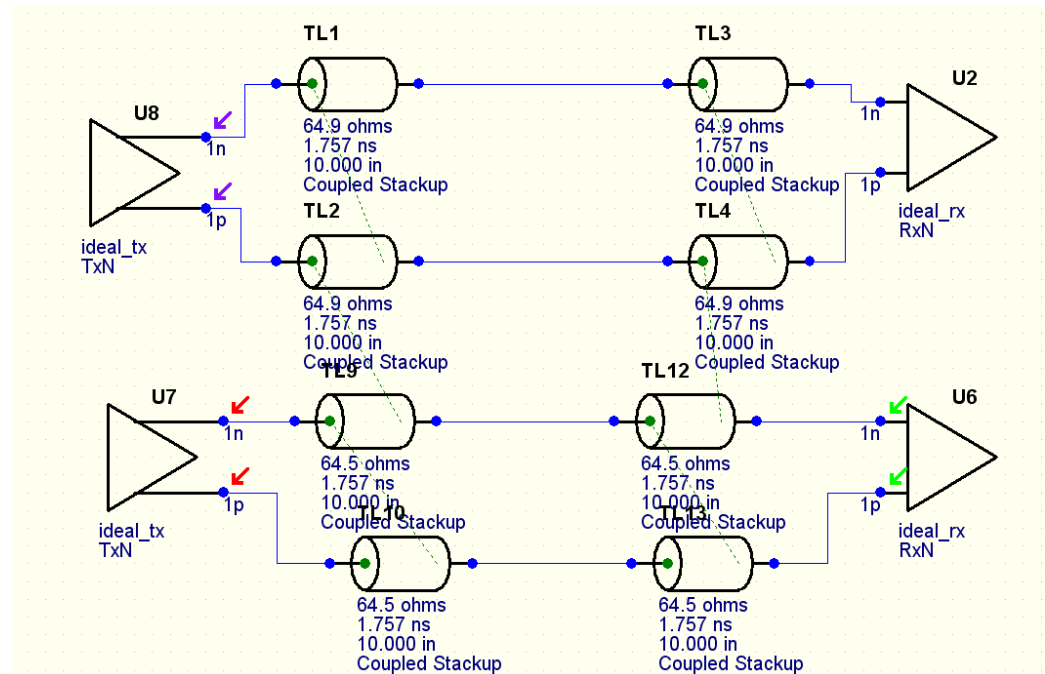 TL1
TL3
U2
U8
1n
1n
64.9 ohms
1.757 ns
10.000 in
Coupled Stackup
64.9 ohms
1.757 ns
10.000 in
Coupled Stackup
1p
1p
TL2
TL4
ideal_tx
TxN
ideal_rx
RxN
64.9 ohms
1.757 ns
10.000 in
Coupled Stackup
64.9 ohms
1.757 ns
10.000 in
Coupled Stackup
TL9
TL12
U7
U6
1n
1n
64.5 ohms
1.757 ns
10.000 in
Coupled Stackup
64.5 ohms
1.757 ns
10.000 in
Coupled Stackup
1p
1p
TL10
TL13
ideal_tx
TxN
ideal_rx
RxN
64.5 ohms
1.757 ns
10.000 in
Coupled Stackup
64.5 ohms
1.757 ns
10.000 in
Coupled Stackup